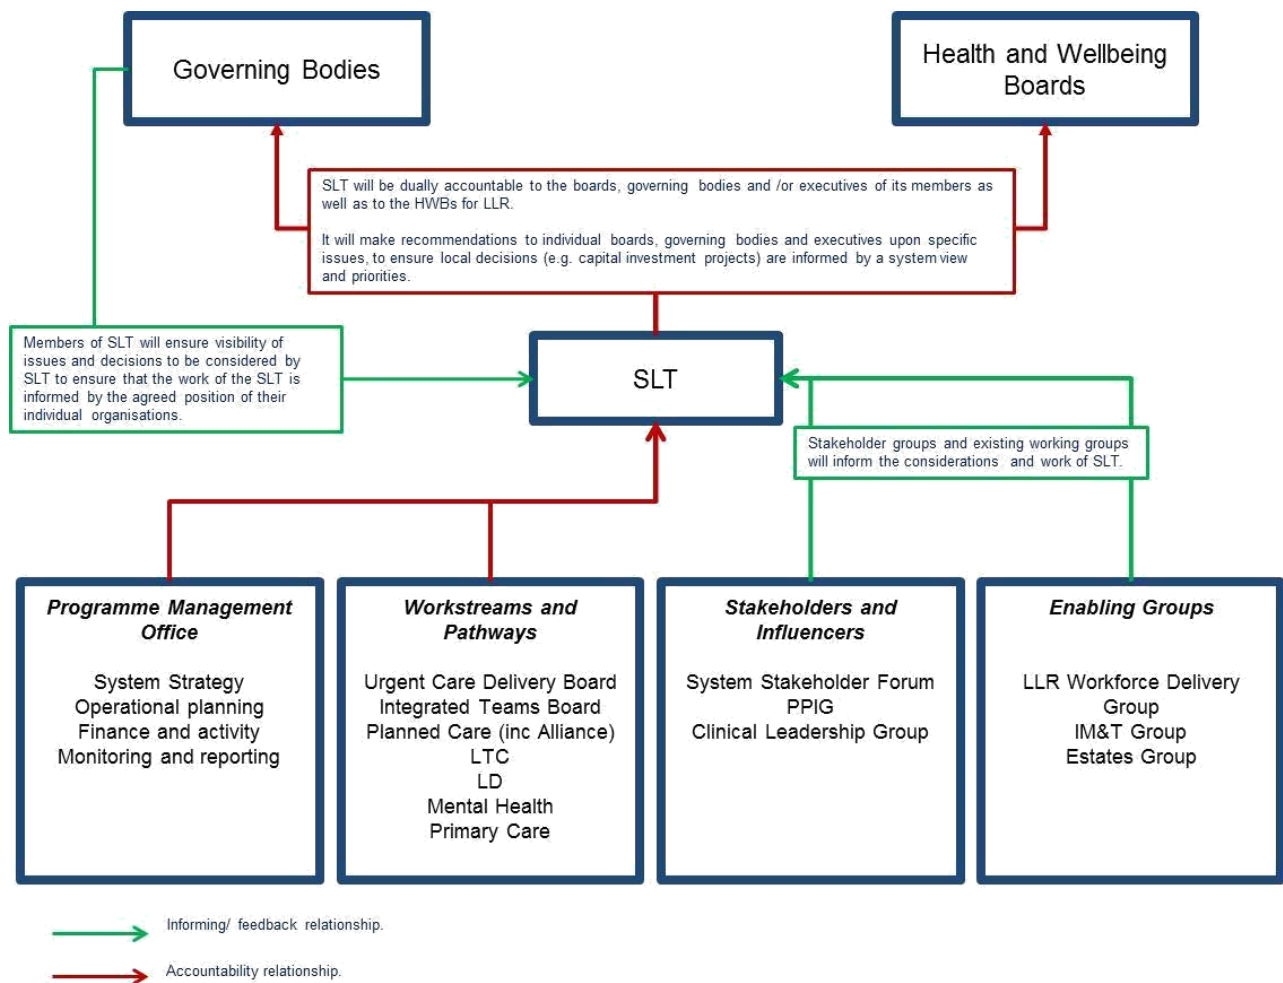 Governing Bodies
Health and Wellbeing
Boards
SLT will be dually accountable to the boards, governing bodies and /or executives of its members as
well as to the HWBs for LLR.
It will make recommendations to individual boards, governing bodies and executives upon specific
issues, to ensure local decisions (e.g. capital investment projects) are informed by a system view
and priorities.
Members of SLT will ensure visibility of
issues and decisions to be considered by
SLT to ensure that the work of the SLT is
informed by the agreed position of their
individual organisations.
SLT
Stakeholder groups and existing working groups
will inform the considerations and work of SLT.
Programme Management
Office
System Strategy
Operational planning
Finance and activity
Monitoring and reporting
Workstreams and
Pathways
Urgent Care Delivery Board
Integrated Teams Board
Planned Care (inc Alliance)
LTC
LD
Mental Health
Primary Care
Stakeholders and
Influencers
System Stakeholder Forum
PPIG
Clinical Leadership Group
Enabling Groups
LLR Workforce Delivery
Group
IM&T Group
Estates Group
Informing/ feedback relationship.
Accountability relationship.